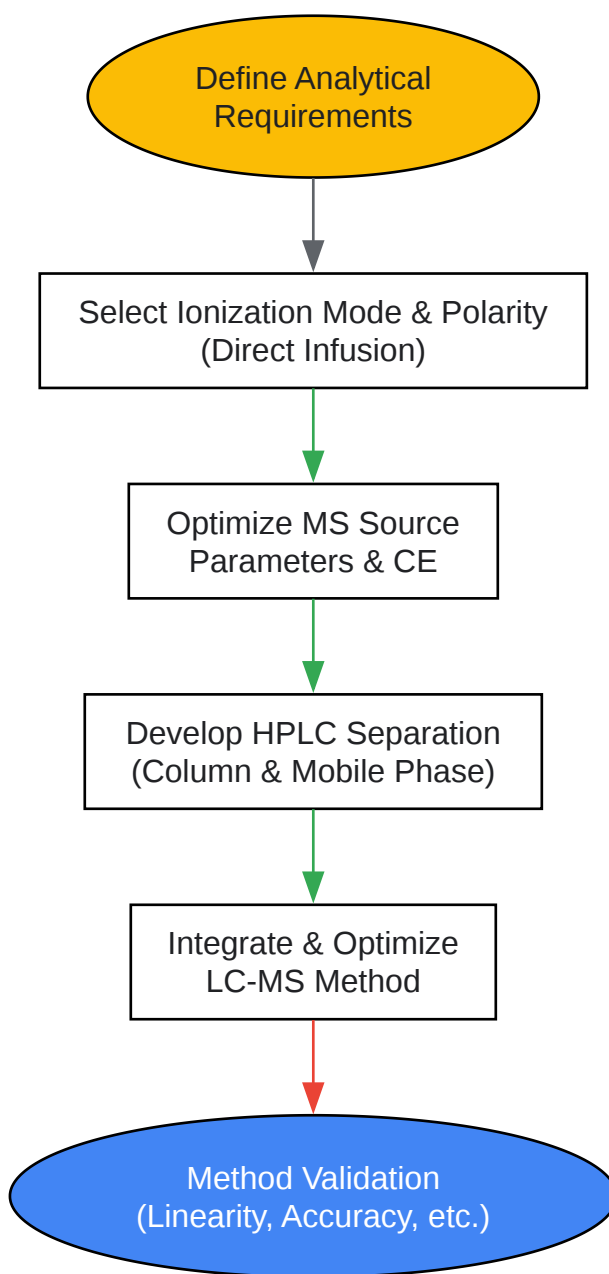 Define Analytical
Requirements
Select Ionization Mode & Polarity
(Direct Infusion)
Optimize MS Source
Parameters & CE
Develop HPLC Separation
(Column & Mobile Phase)
Integrate & Optimize
LC-MS Method
Method Validation
(Linearity, Accuracy, etc.)